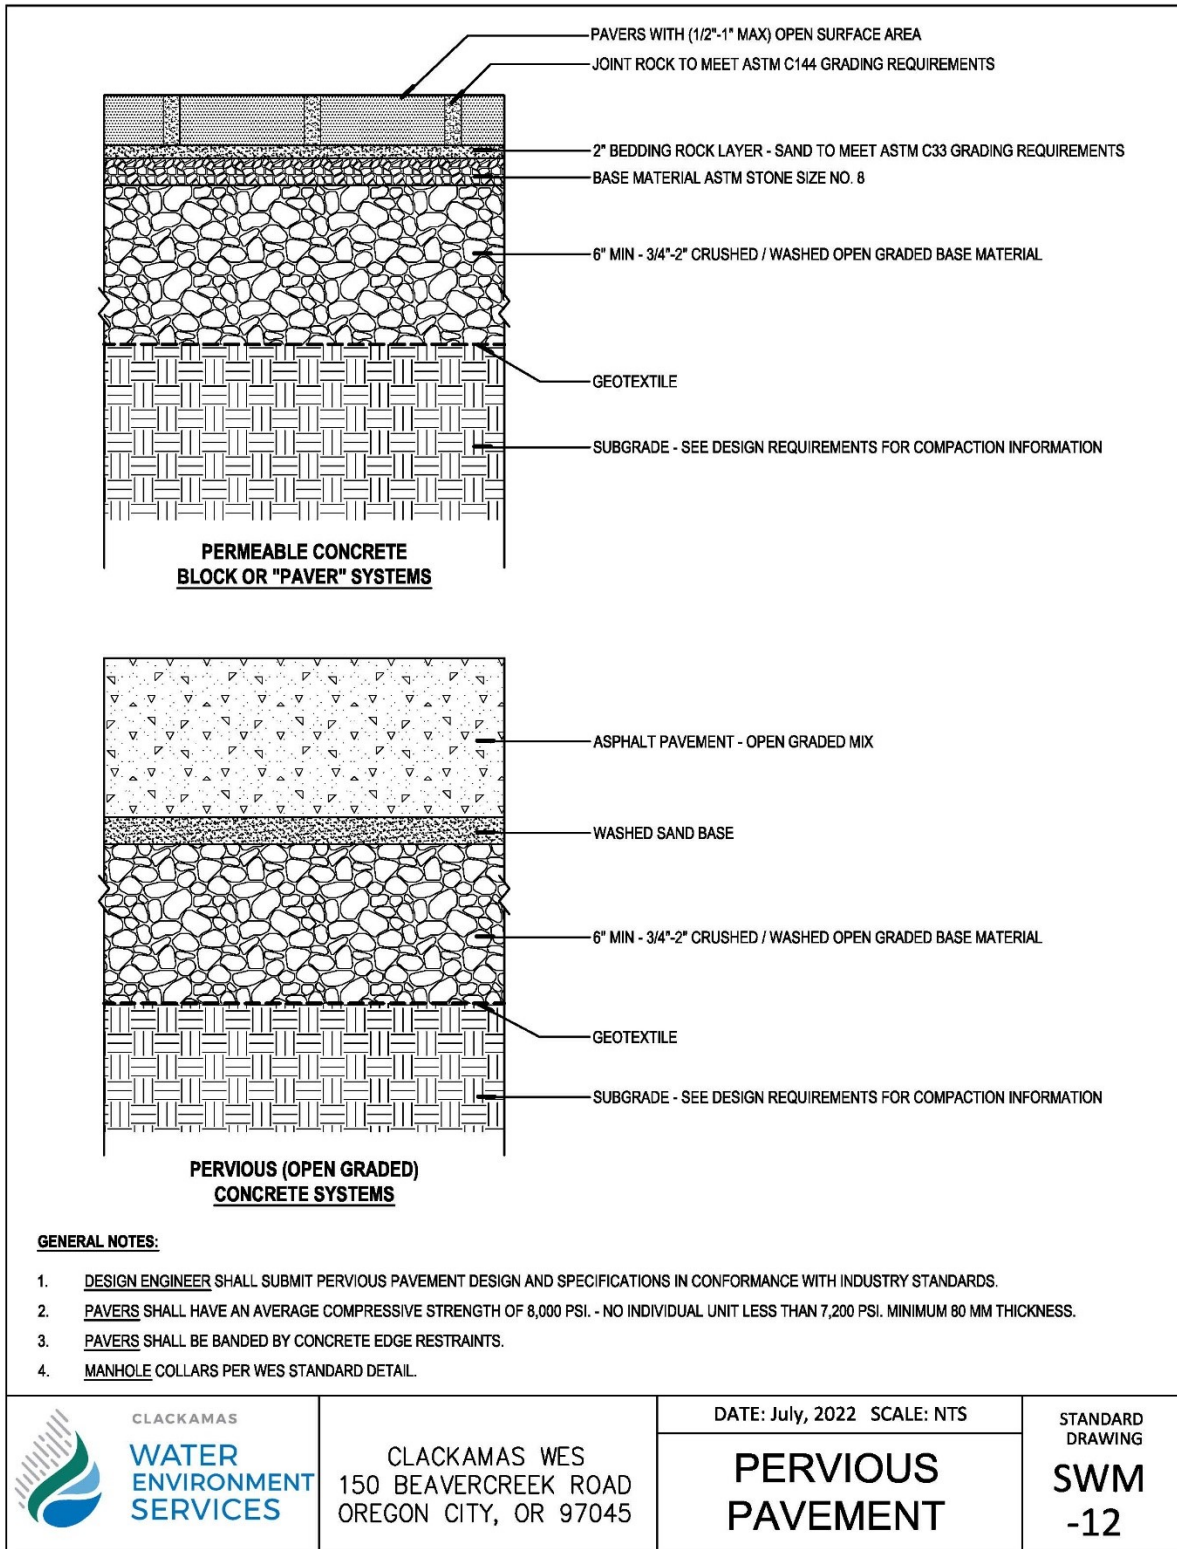 PAVERS WITH (1/2"-1" MAX) OPEN SURFACE AREA
JOINT ROCK TO MEET ASTM C144 GRADING REQUIREMENTS
2" BEDDING ROCK LAYER - SAND TO MEET ASTM C33 GRADING REQUIREMENTS
BASE MATERIAL ASTM STONE SIZE NO. 8
6" MIN - 3/4"-2" CRUSHED / WASHED OPEN GRADED BASE MATERIAL
GEOTEXTILE
SUBGRADE - SEE DESIGN REQUIREMENTS FOR COMPACTION INFORMATION
PERMEABLE CONCRETE
BLOCK OR "PAVER" SYSTEMS
ASPHALT PAVEMENT - OPEN GRADED MIX
WASHED SAND BASE
6" MIN - 3/4"-2" CRUSHED / WASHED OPEN GRADED BASE MATERIAL
GEOTEXTILE
SUBGRADE - SEE DESIGN REQUIREMENTS FOR COMPACTION INFORMATION
PERVIOUS (OPEN GRADED)
CONCRETE SYSTEMS
GENERAL NOTES:
1. DESIGN ENGINEER SHALL SUBMIT PERVIOUS PAVEMENT DESIGN AND SPECIFICATIONS IN CONFORMANCE WITH INDUSTRY STANDARDS.
2. PAVERS SHALL HAVE AN AVERAGE COMPRESSIVE STRENGTH OF 8,000 PSI. - NO INDIVIDUAL UNIT LESS THAN 7,200 PSI. MINIMUM 80 MM THICKNESS.
3. PAVERS SHALL BE BANDED BY CONCRETE EDGE RESTRAINTS.
4. MANHOLE COLLARS PER WES STANDARD DETAIL.
CLACKAMAS
WATER
ENVIRONMENT
SERVICES
CLACKAMAS WES
150 BEAVERCREEK ROAD
OREGON CITY, OR 97045
DATE: July, 2022 SCALE: NTS
PERVIOUS
PAVEMENT
STANDARD
DRAWING
SWM
-12